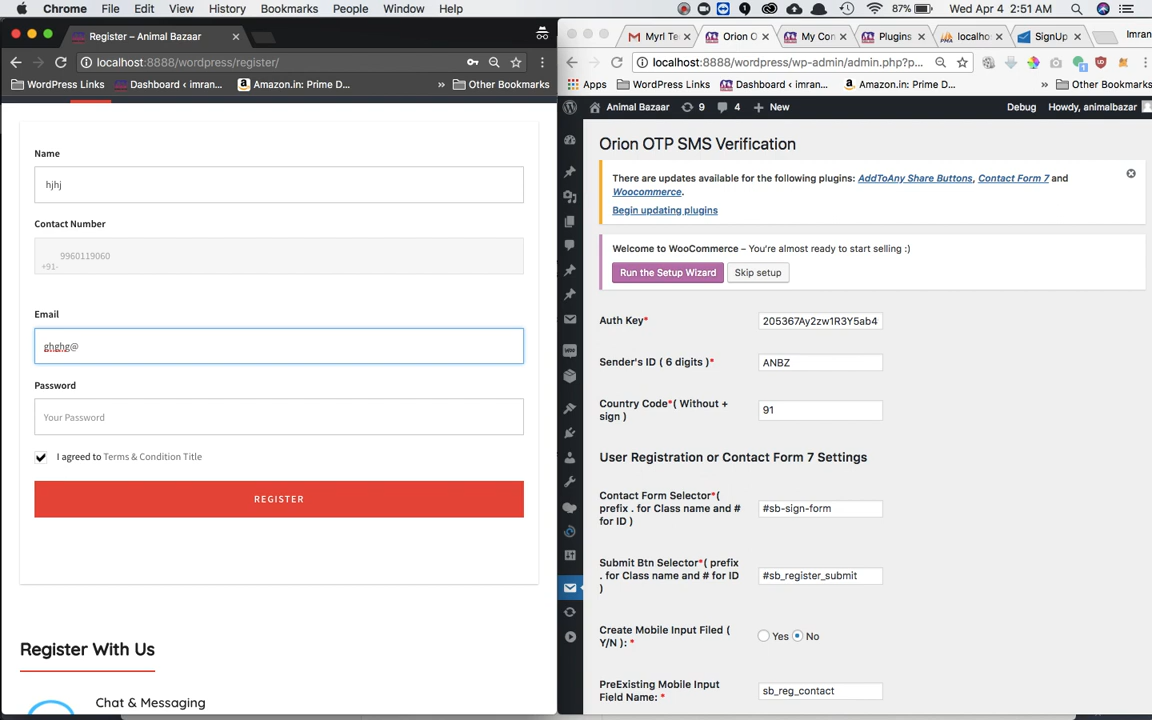 Chrome File Edit View History Bookmarks People Window Help
87% Wed Apr 4 2:51 AM
Register – Animal Bazaar
localhost:8888/wordpress/register/
WordPress Links Dashboard ‹ imran... Amazon.in: Prime D... » Other Bookmarks
Name
hjhj
Contact Number
9960119060
+91-
Email
ghghg@
Password
Your Password
I agreed to Terms & Condition Title
REGISTER
Register With Us
Chat & Messaging
Myrl Te Orion O My Con Plugins localho SignUp Imran
localhost:8888/wordpress/wp-admin/admin.php?p...
Apps WordPress Links Dashboard ‹ imran... Amazon.in: Prime D... » Other Bookmarks
Animal Bazaar 9 4 New Debug Howdy, animalbazar
Orion OTP SMS Verification
There are updates available for the following plugins: AddToAny Share Buttons, Contact Form 7 and
Woocommerce.
Begin updating plugins
Welcome to WooCommerce – You're almost ready to start selling :)
Run the Setup Wizard Skip setup
Auth Key* 205367Ay2zw1R3Y5ab4
Sender's ID ( 6 digits )* ANBZ
Country Code*( Without +
sign )
91
User Registration or Contact Form 7 Settings
Contact Form Selector*(
prefix . for Class name and #
for ID )
#sb-sign-form
Submit Btn Selector*( prefix
. for Class name and # for ID
)
#sb_register_submit
Create Mobile Input Filed (
Y/N ): *
Yes No
PreExisting Mobile Input
Field Name: *
sb_reg_contact